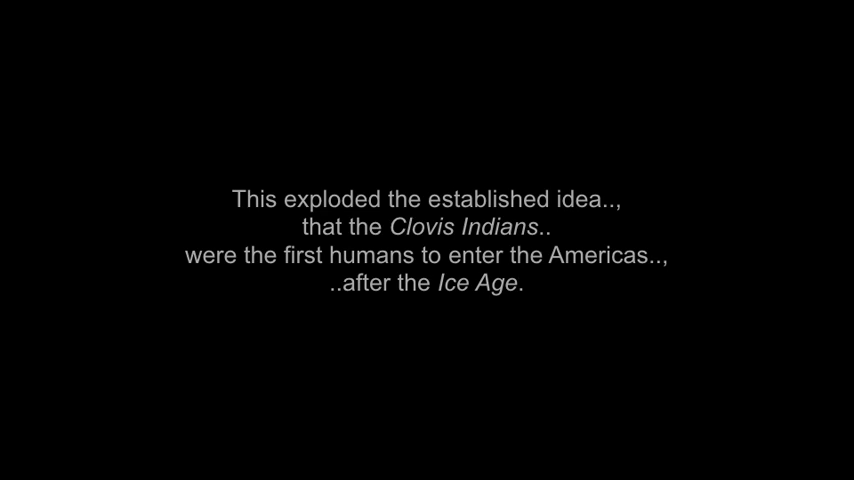 This exploded the established idea..,
that the Clovis Indians..
were the first humans to enter the Americas..,
..after the Ice Age.